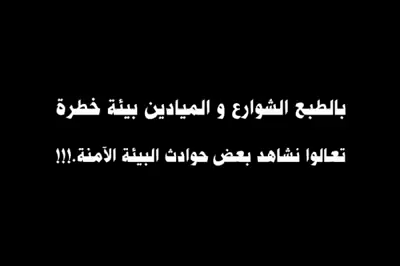 بالطبع الشوارع و الميادين بيئة خطرة
تعالوا نشاهد بعض حوادث البيئة الآمنة.!!!